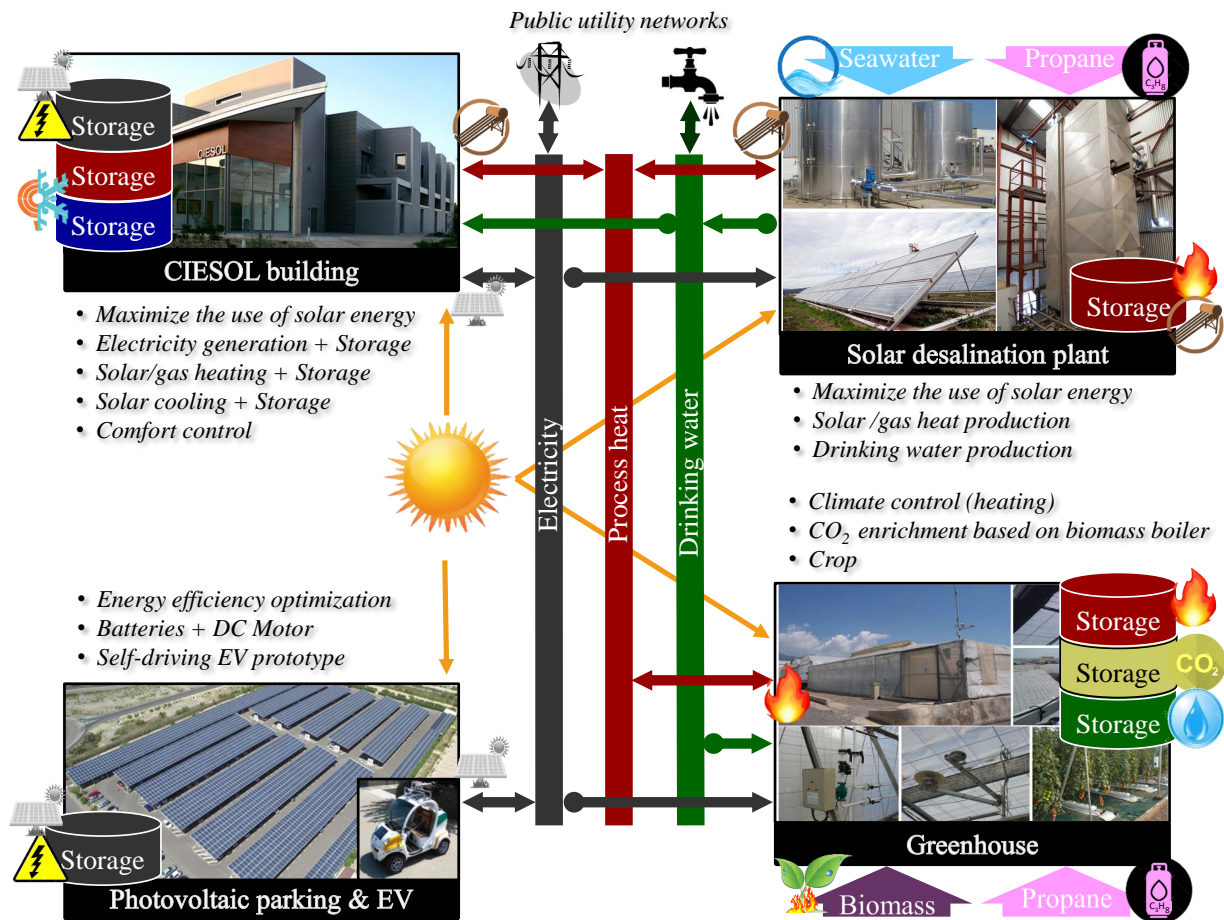 Public utility networks
Seawater
Propane
C₃H₈
Storage
Storage
Storage
CIESOL
CIESOL building
• Maximize the use of solar energy
• Electricity generation + Storage
• Solar/gas heating + Storage
• Solar cooling + Storage
• Comfort control
Storage
Solar desalination plant
• Maximize the use of solar energy
• Solar /gas heat production
• Drinking water production
Electricity
Process heat
Drinking water
• Climate control (heating)
• CO₂ enrichment based on biomass boiler
• Crop
• Energy efficiency optimization
• Batteries + DC Motor
• Self-driving EV prototype
Storage
Photovoltaic parking & EV
Storage
Storage
CO₂
Storage
Greenhouse
Biomass
Propane
C₃H₈